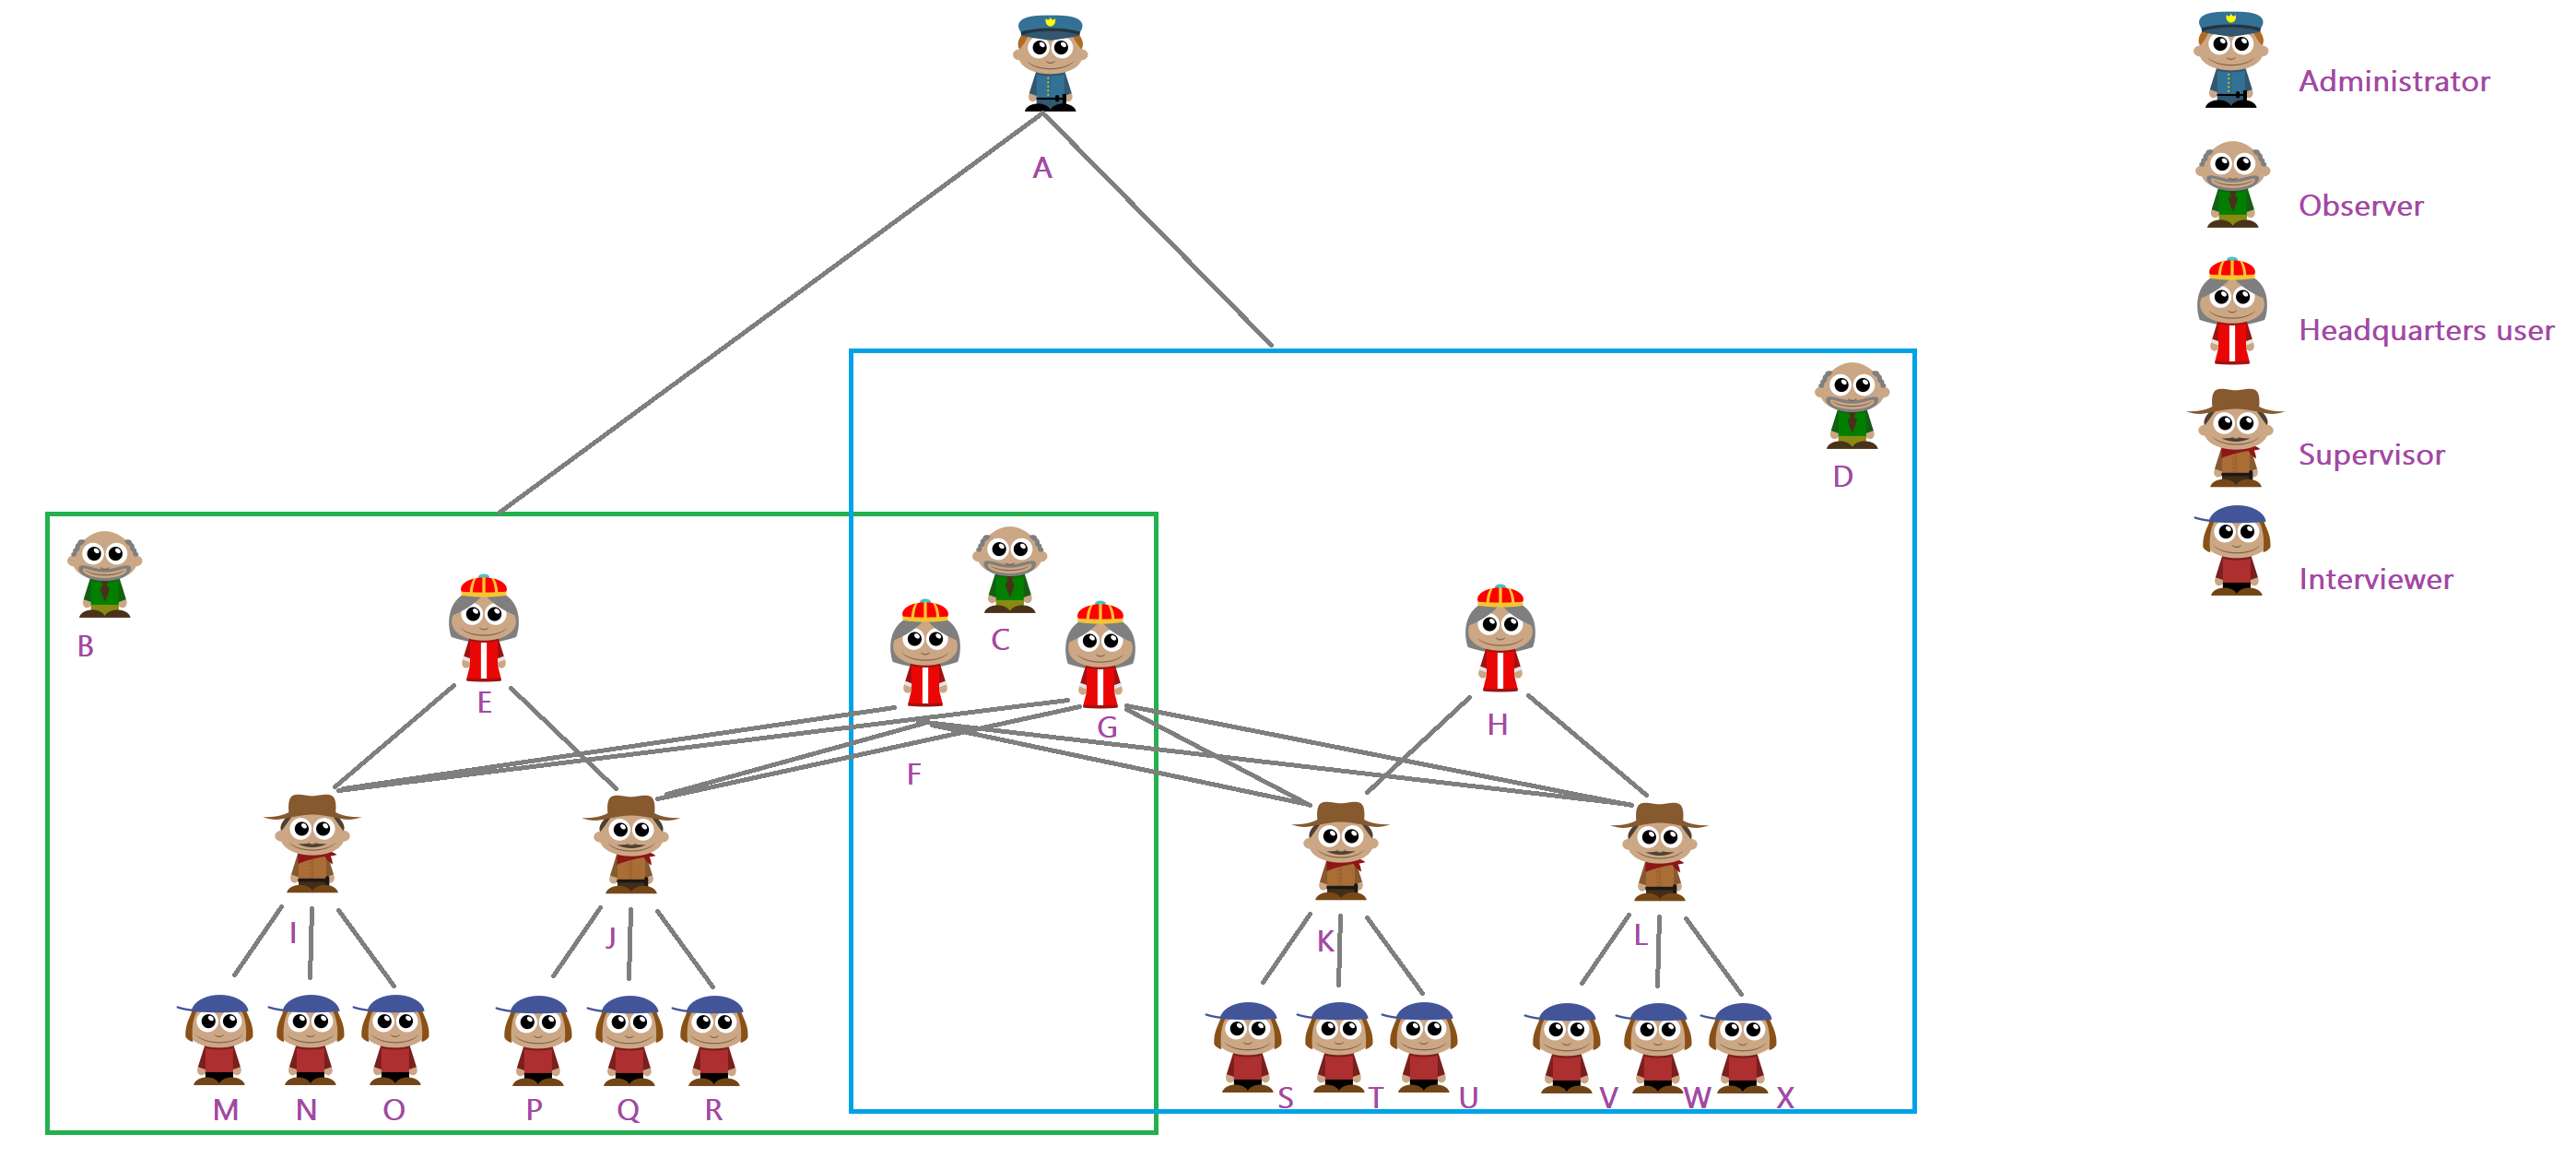 A
Administrator
Observer
Headquarters user
Supervisor
Interviewer
D
B
C
E
F
G
H
I
J
K
L
M
N
O
P
Q
R
S
T
U
V
W
X